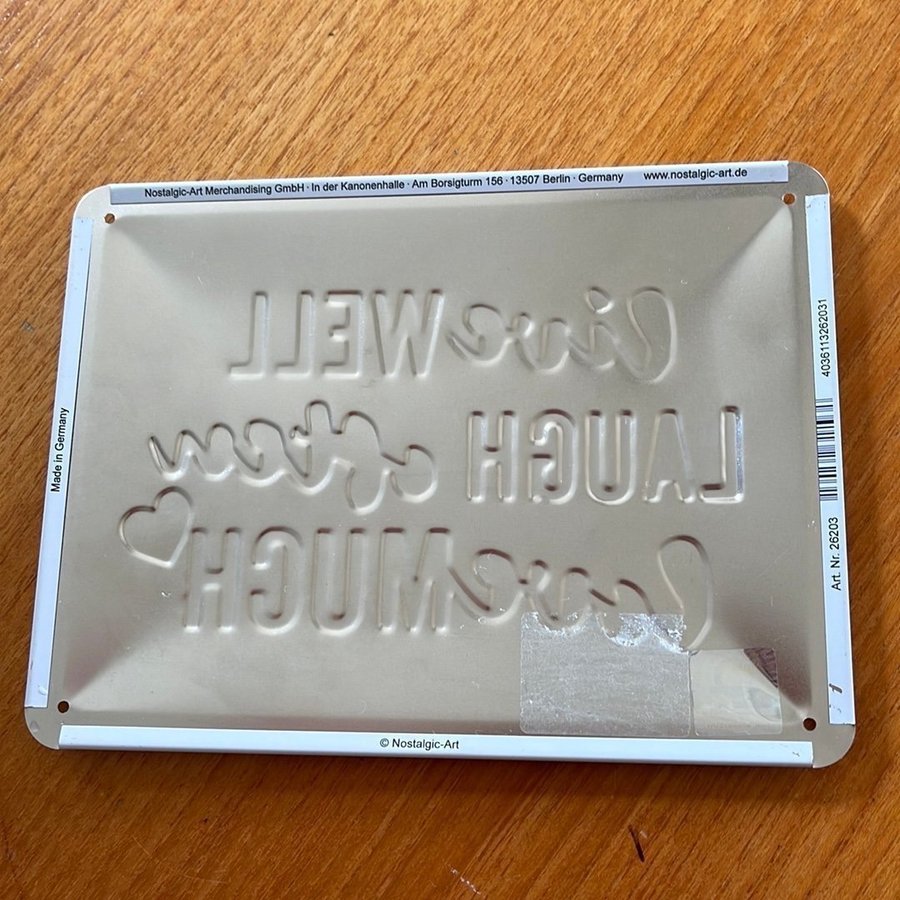 Nostalgic-Art Merchandising GmbH · In der Kanonenhalle · Am Borsigturm 156 · 13507 Berlin · Germany www.nostalgic-art.de
live WELL
LAUGH often
love MUCH
Made in Germany
4036113262031
Art. Nr. 26203
© Nostalgic-Art